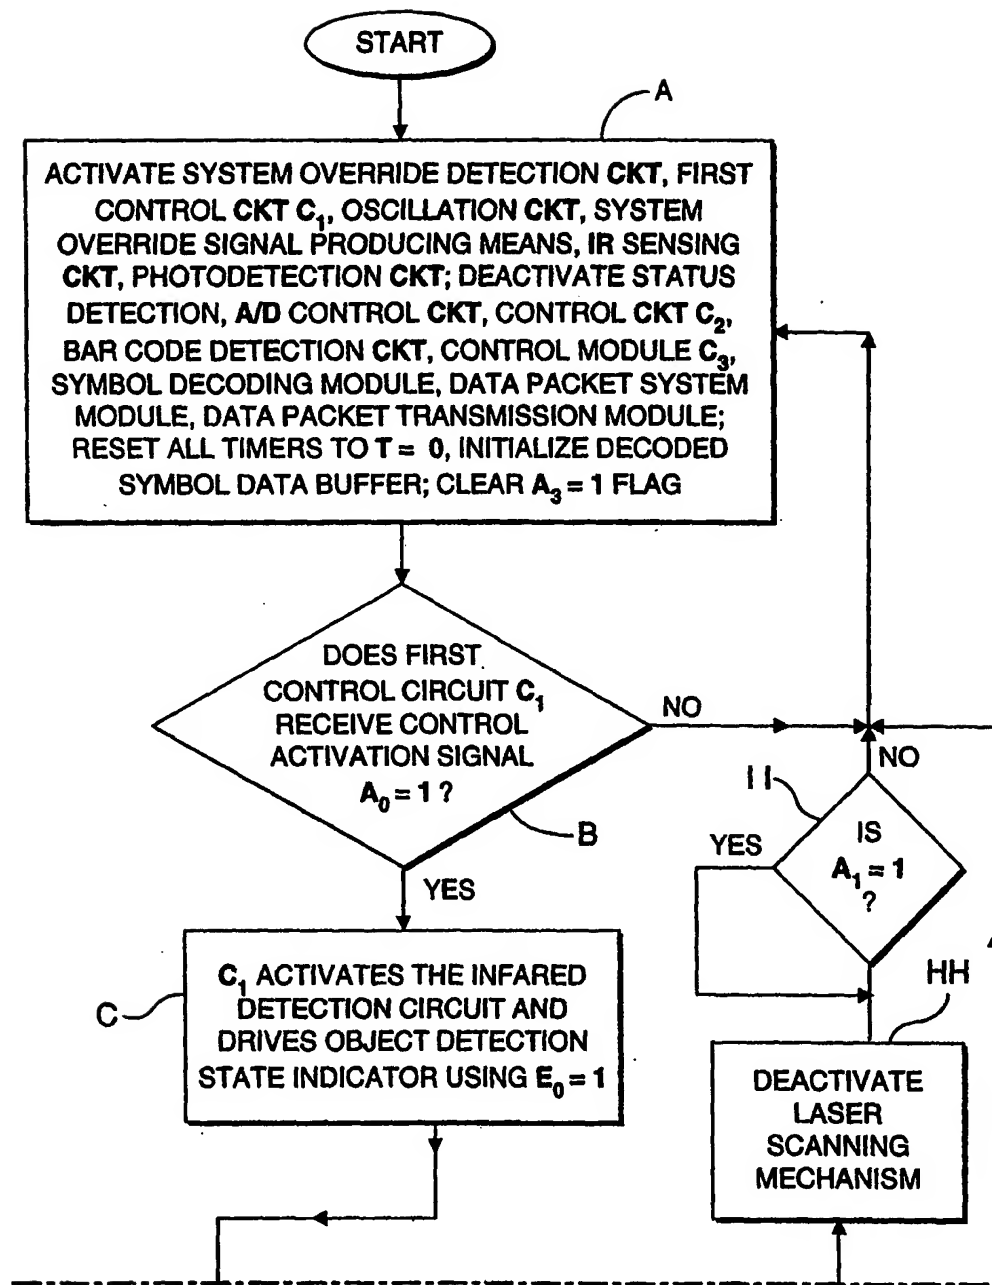 START
A
ACTIVATE SYSTEM OVERRIDE DETECTION CKT, FIRST
CONTROL CKT C₁, OSCILLATION CKT, SYSTEM
OVERRIDE SIGNAL PRODUCING MEANS, IR SENSING
CKT, PHOTODETECTION CKT; DEACTIVATE STATUS
DETECTION, A/D CONTROL CKT, CONTROL CKT C₂,
BAR CODE DETECTION CKT, CONTROL MODULE C₃,
SYMBOL DECODING MODULE, DATA PACKET SYSTEM
MODULE, DATA PACKET TRANSMISSION MODULE;
RESET ALL TIMERS TO T = 0, INITIALIZE DECODED
SYMBOL DATA BUFFER; CLEAR A₃ = 1 FLAG
DOES FIRST
CONTROL CIRCUIT C₁
RECEIVE CONTROL
ACTIVATION SIGNAL
A₀ = 1 ?
NO
B
YES
NO
II
YES
IS
A₁ = 1
?
C₁ ACTIVATES THE INFARED
DETECTION CIRCUIT AND
DRIVES OBJECT DETECTION
STATE INDICATOR USING E₀ = 1
C
HH
DEACTIVATE
LASER
SCANNING
MECHANISM